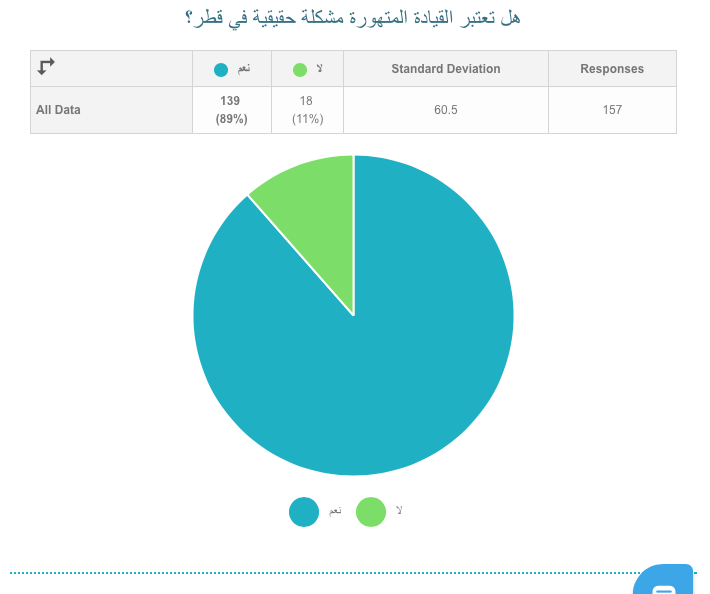 هل تعتبر القيادة المتهورة مشكلة حقيقية في قطر؟
نعم لا Standard Deviation Responses
All Data 139 (89%) 18 (11%) 60.5 157
نعم لا